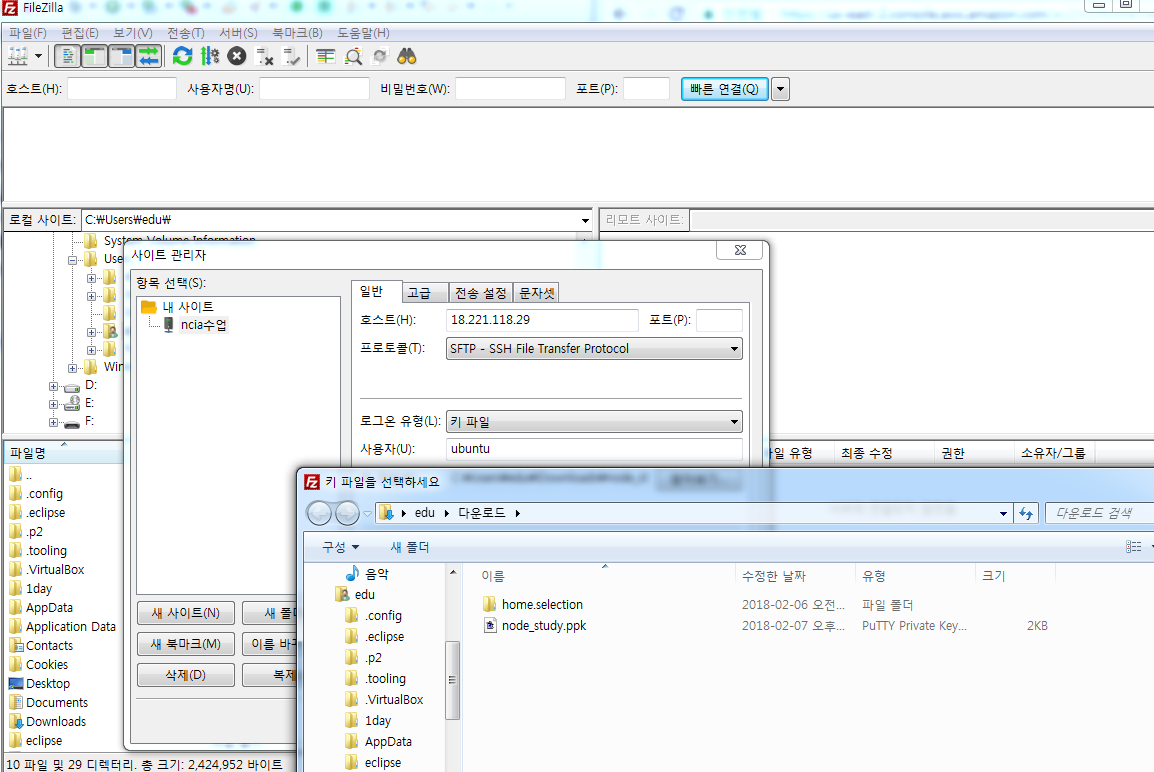 FileZilla
파일(F) 편집(E) 보기(V) 전송(T) 서버(S) 북마크(B) 도움말(H)
호스트(H): 사용자명(U): 비밀번호(W): 포트(P): 빠른 연결(Q)
로컬 사이트: C:₩Users₩edu₩ 리모트 사이트:
System Volume Information
Use
Win
D:
E:
F:
사이트 관리자
항목 선택(S):
내 사이트
ncia수업
일반 고급 전송 설정 문자셋
호스트(H): 18.221.118.29 포트(P):
프로토콜(T): SFTP - SSH File Transfer Protocol
로그온 유형(L): 키 파일
사용자(U): ubuntu
새 사이트(N) 새 폴더
새 북마크(M) 이름 바꾸
삭제(D) 복제
파일명
일 유형 최종 수정 권한 소유자/그룹
..
.config
.eclipse
.p2
.tooling
.VirtualBox
1day
AppData
Application Data
Contacts
Cookies
Desktop
Documents
Downloads
eclipse
10 파일 및 29 디렉터리. 총 크기: 2,424,952 바이트
키 파일을 선택하세요
edu 다운로드 다운로드 검색
구성 새 폴더
음악
edu
.config
.eclipse
.p2
.tooling
.VirtualBox
1day
AppData
eclipse
이름 수정한 날짜 유형 크기
home.selection 2018-02-06 오전... 파일 폴더
node_study.ppk 2018-02-07 오후... PuTTY Private Key... 2KB